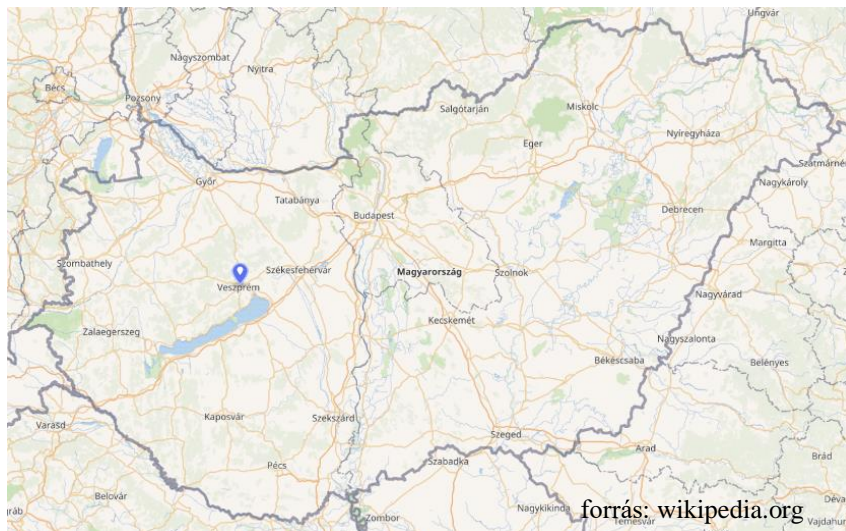 Ungvár
Nagyszombat
Nyitra
Bécs
Pozsony
Salgótarján
Miskolc
Nyíregyháza
Eger
Szatmárném
Győr
Nagykároly
Tatabánya
Budapest
Debrecen
Margitta
Szombathely
Székesfehérvár
Magyarország
Szolnok
Veszprém
Nagyvárad
Kecskemét
Zalaegerszeg
Nagyszalonta
Békéscsaba
Belényes
Kaposvár
Szekszárd
Varasd
Szeged
Arad
Pécs
Szabadka
Brád
Belovár
Déva
gráb
Nagykikinda
forrás: wikipedia.org
Zombor
Temesvár
Vajdahun